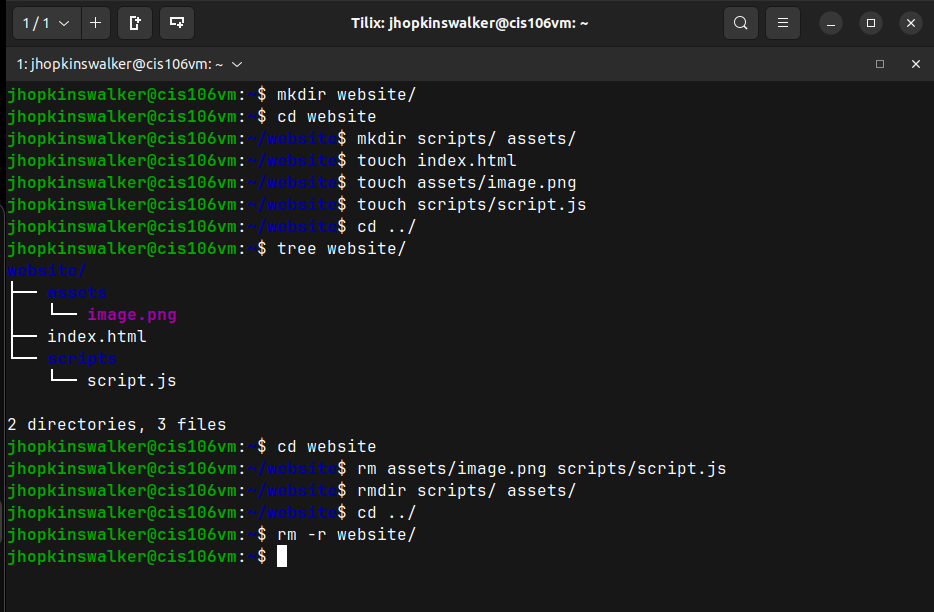 1 / 1
Tilix: jhopkinswalker@cis106vm: ~
1: jhopkinswalker@cis106vm: ~
jhopkinswalker@cis106vm:~$ mkdir website/
jhopkinswalker@cis106vm:~$ cd website
jhopkinswalker@cis106vm:~/website$ mkdir scripts/ assets/
jhopkinswalker@cis106vm:~/website$ touch index.html
jhopkinswalker@cis106vm:~/website$ touch assets/image.png
jhopkinswalker@cis106vm:~/website$ touch scripts/script.js
jhopkinswalker@cis106vm:~/website$ cd ../
jhopkinswalker@cis106vm:~$ tree website/
website/
├── assets
│   └── image.png
├── index.html
└── scripts
    └── script.js
2 directories, 3 files
jhopkinswalker@cis106vm:~$ cd website
jhopkinswalker@cis106vm:~/website$ rm assets/image.png scripts/script.js
jhopkinswalker@cis106vm:~/website$ rmdir scripts/ assets/
jhopkinswalker@cis106vm:~/website$ cd ../
jhopkinswalker@cis106vm:~$ rm -r website/
jhopkinswalker@cis106vm:~$